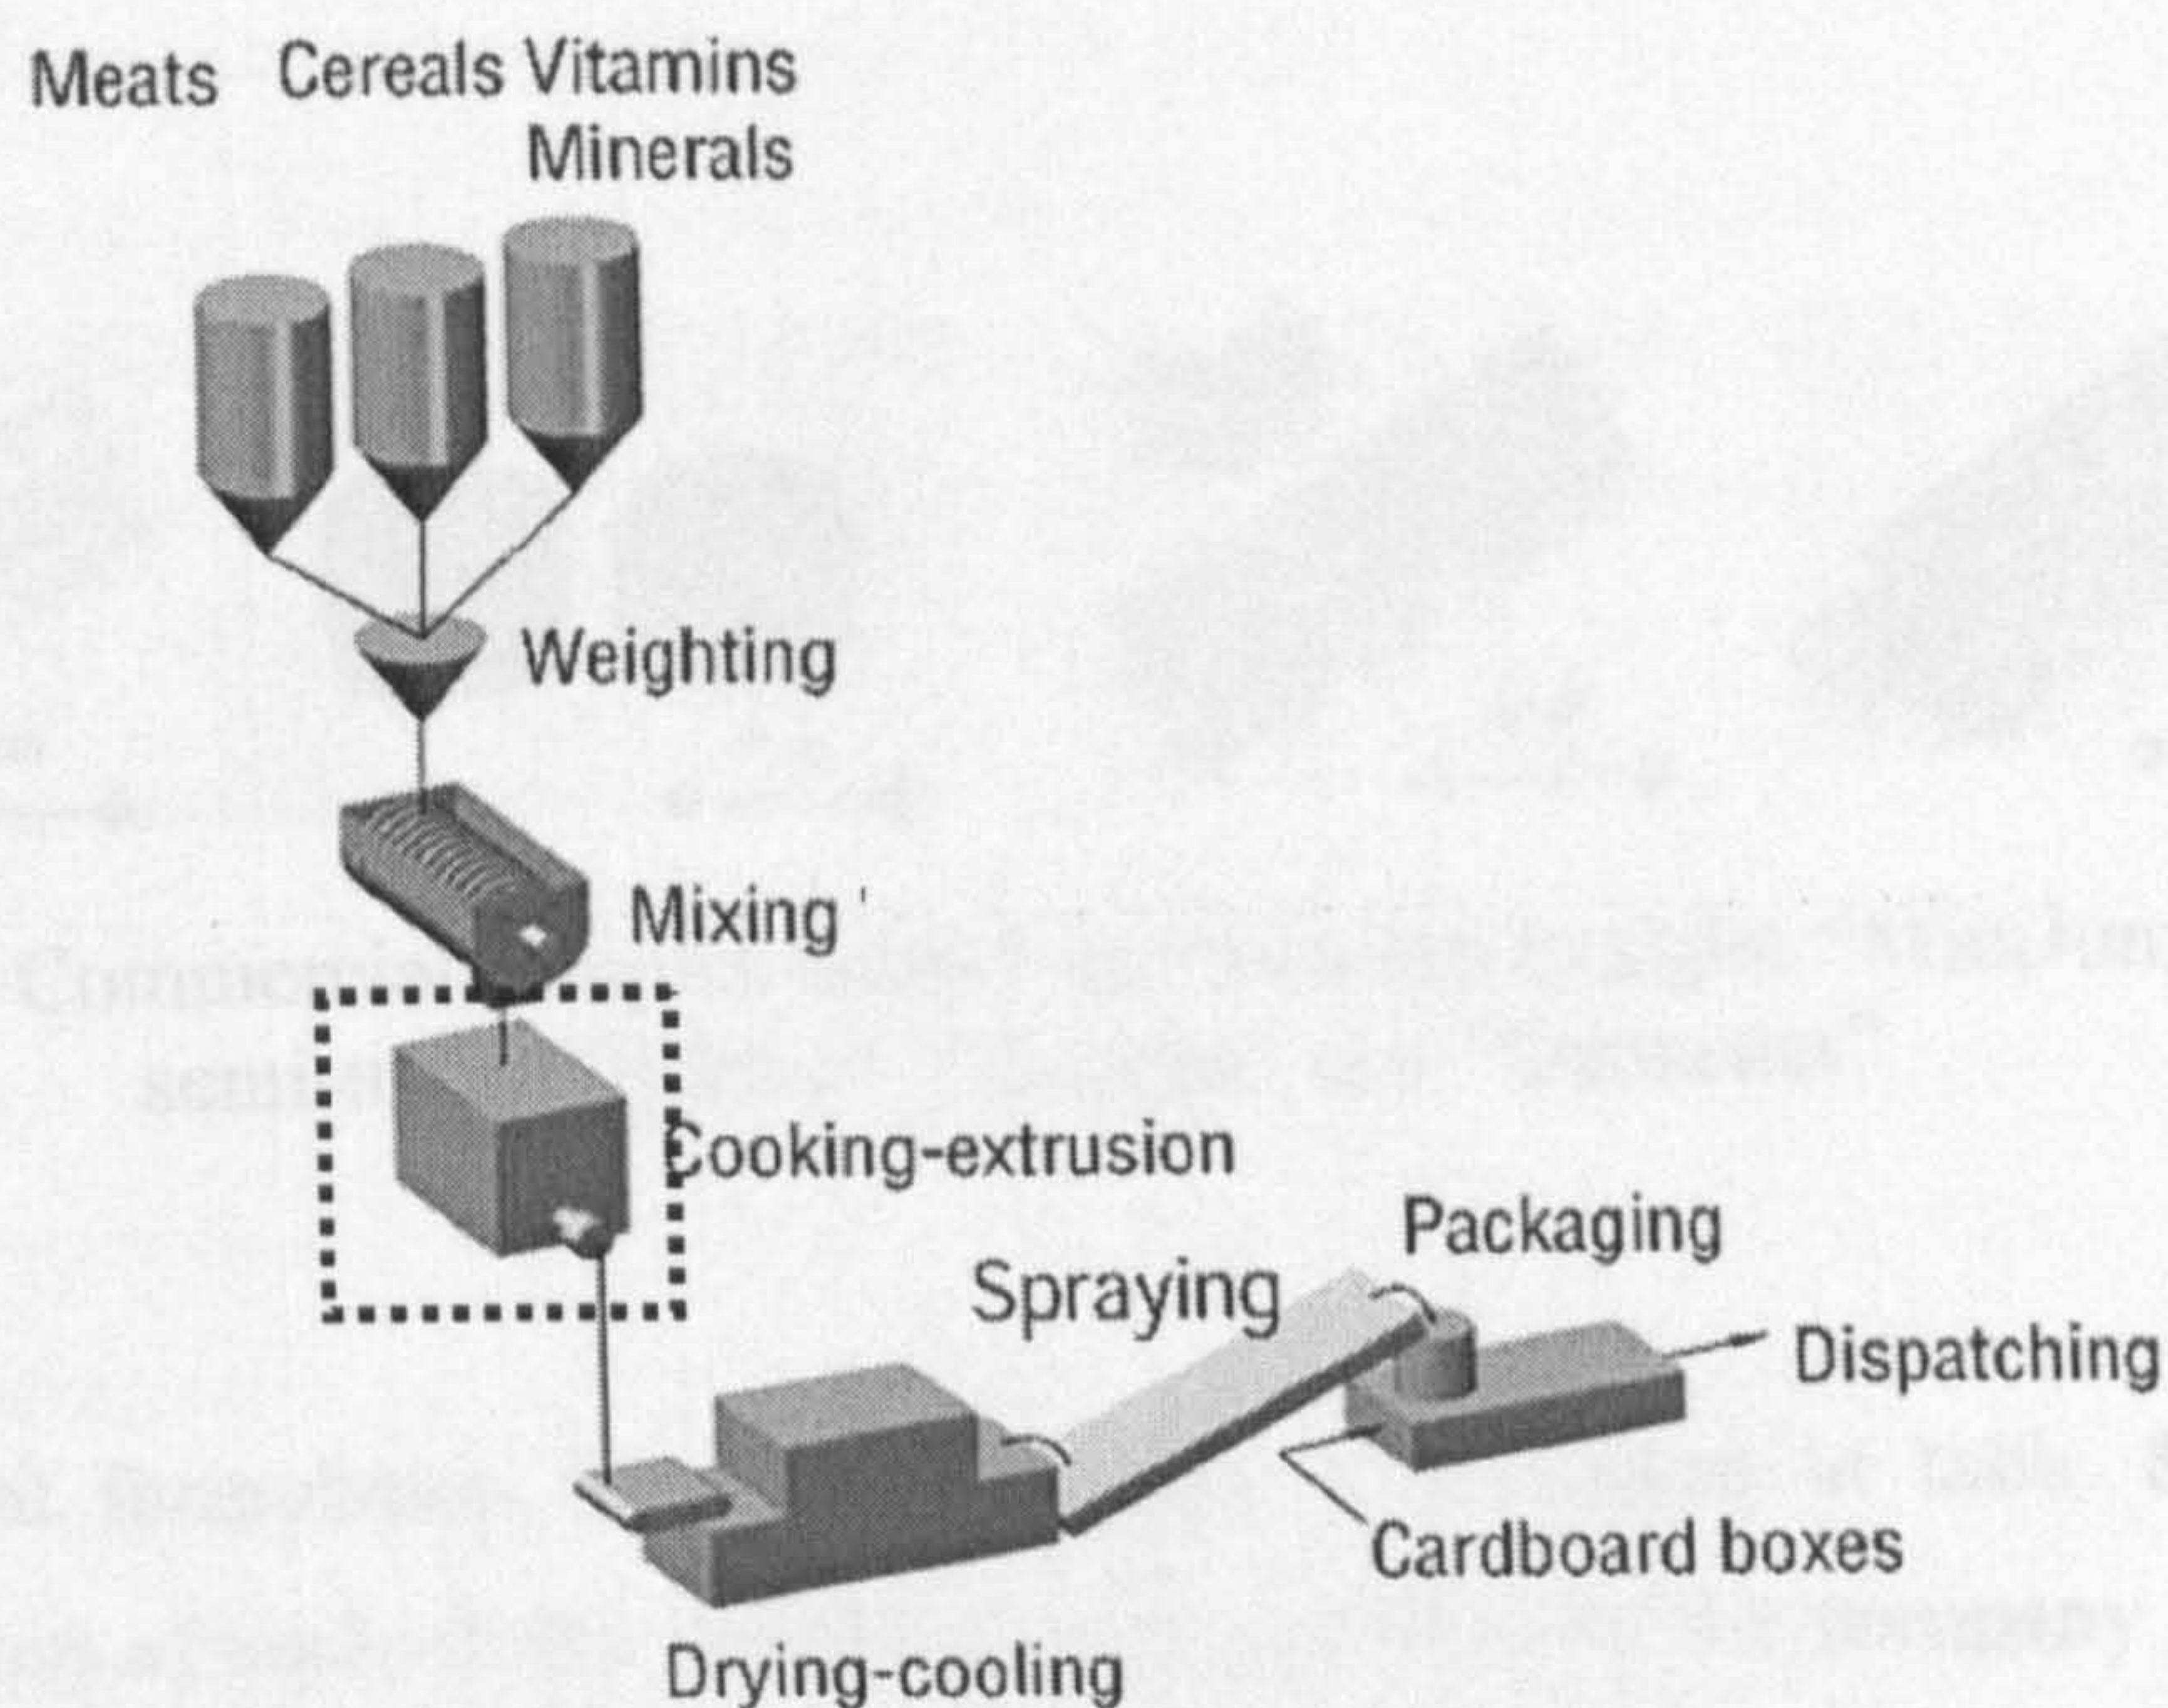 Meats Cereals Vitamins
Minerals
Weighting
Mixing
Cooking-extrusion
Packaging
Spraying
Dispatching
Cardboard boxes
Drying-cooling